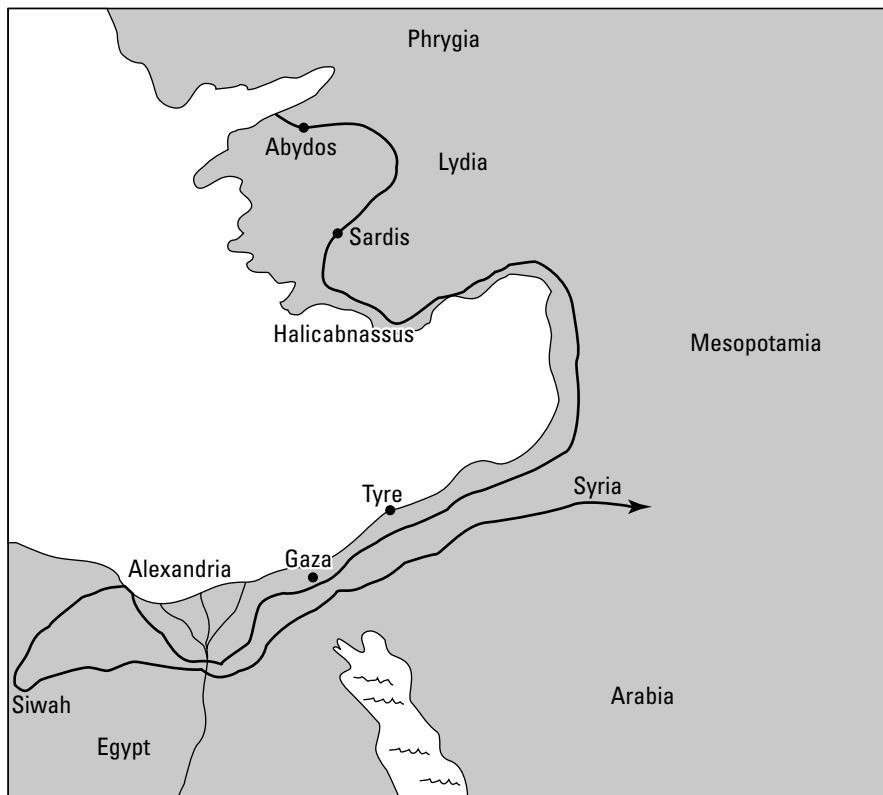 Phrygia
Abydos
Lydia
Sardis
Halicabnassus
Mesopotamia
Tyre
Syria
Gaza
Alexandria
Siwah
Arabia
Egypt